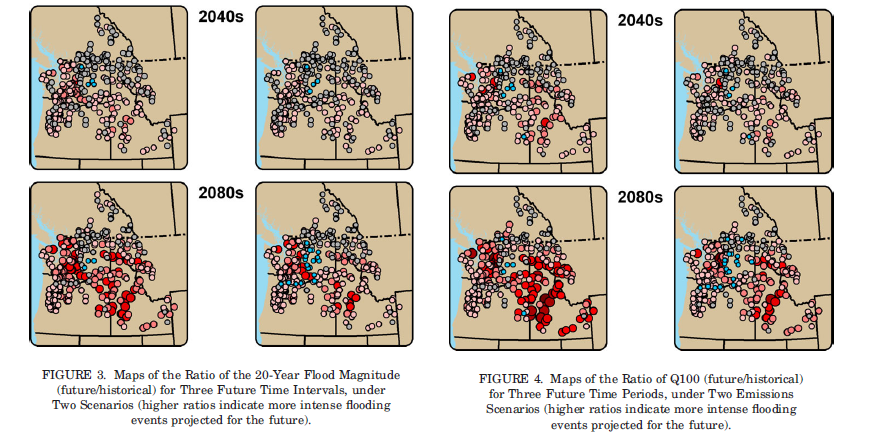 2040s
2040s
2080s
2080s
FIGURE 3. Maps of the Ratio of the 20-Year Flood Magnitude
(future/historical) for Three Future Time Intervals, under
Two Scenarios (higher ratios indicate more intense flooding
events projected for the future).
FIGURE 4. Maps of the Ratio of Q100 (future/historical)
for Three Future Time Periods, under Two Emissions
Scenarios (higher ratios indicate more intense flooding
events projected for the future).